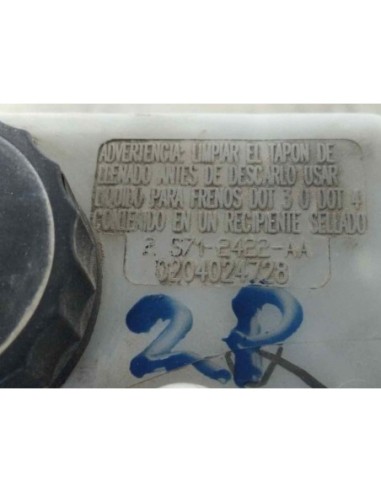 ADVERTENCIA: LIMPIAR EL TAPON DE
LLENADO ANTES DE DESCARLO USAR
LIQUIDO PARA FRENOS DOT 3 O DOT 4
CONTENIDO EN UN RECIPIENTE SELLADO
S71-2422-AA
0204024728
2P